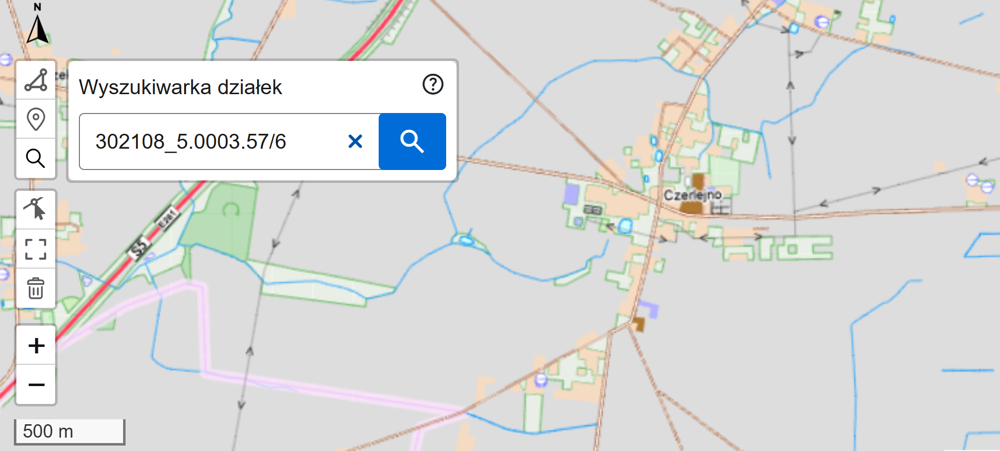 N
Wyszukiwarka działek
?
302108_5.0003.57/6
Czerlejno
E261
S5
+
−
500 m